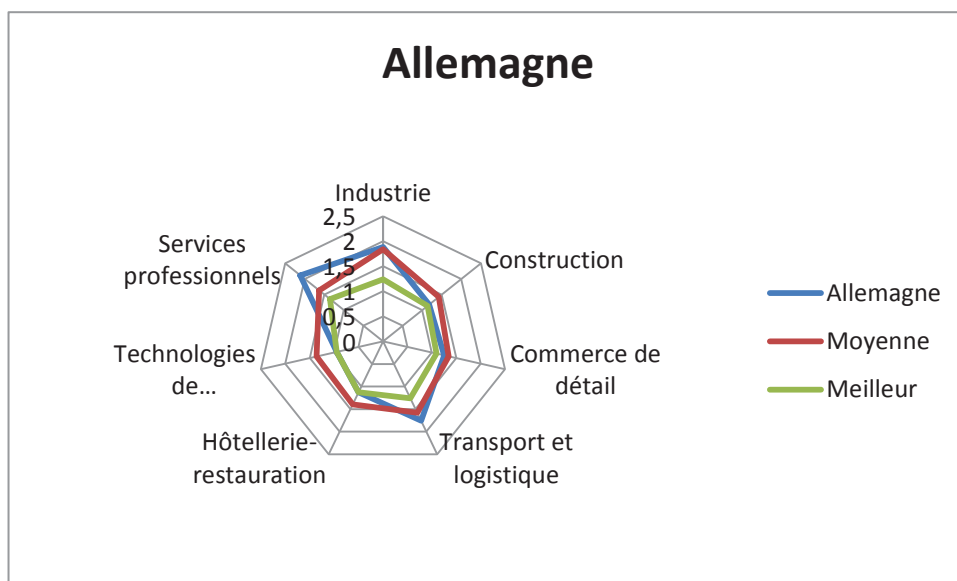 Allemagne
Industrie
2,5
2
1,5
1
0,5
0
Construction
Commerce de
détail
Transport et
logistique
Hôtellerie-
restauration
Technologies
de...
Services
professionnels
Allemagne
Moyenne
Meilleur